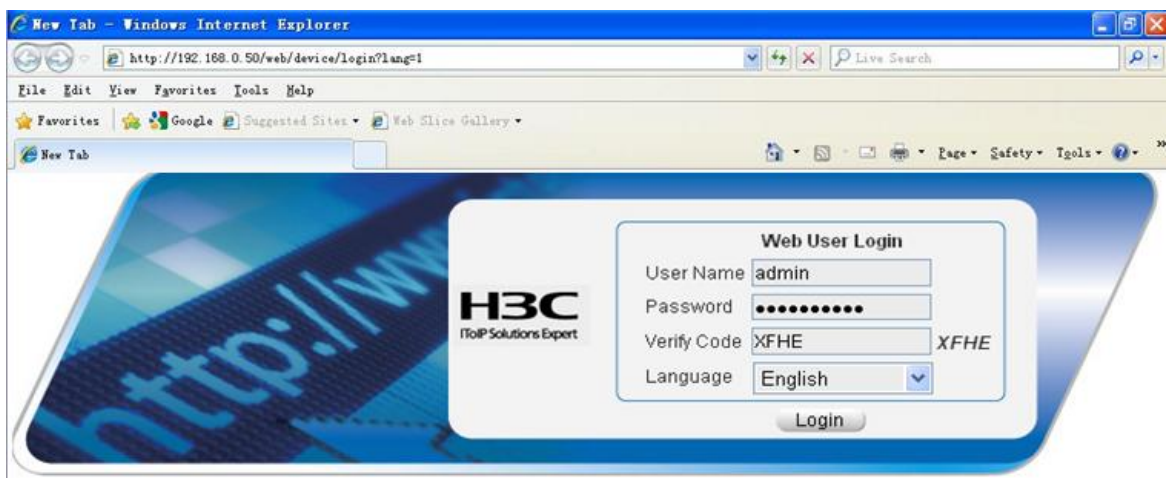 New Tab - Windows Internet Explorer
http://192.168.0.50/web/device/login?lang=1
Live Search
File Edit View Favorites Tools Help
Favorites Google Suggested Sites Web Slice Gallery
New Tab
Page Safety Tools
http://www
H3C
IToIP Solutions Expert
Web User Login
User Name admin
Password ••••••••••
Verify Code XFHE XFHE
Language English
Login